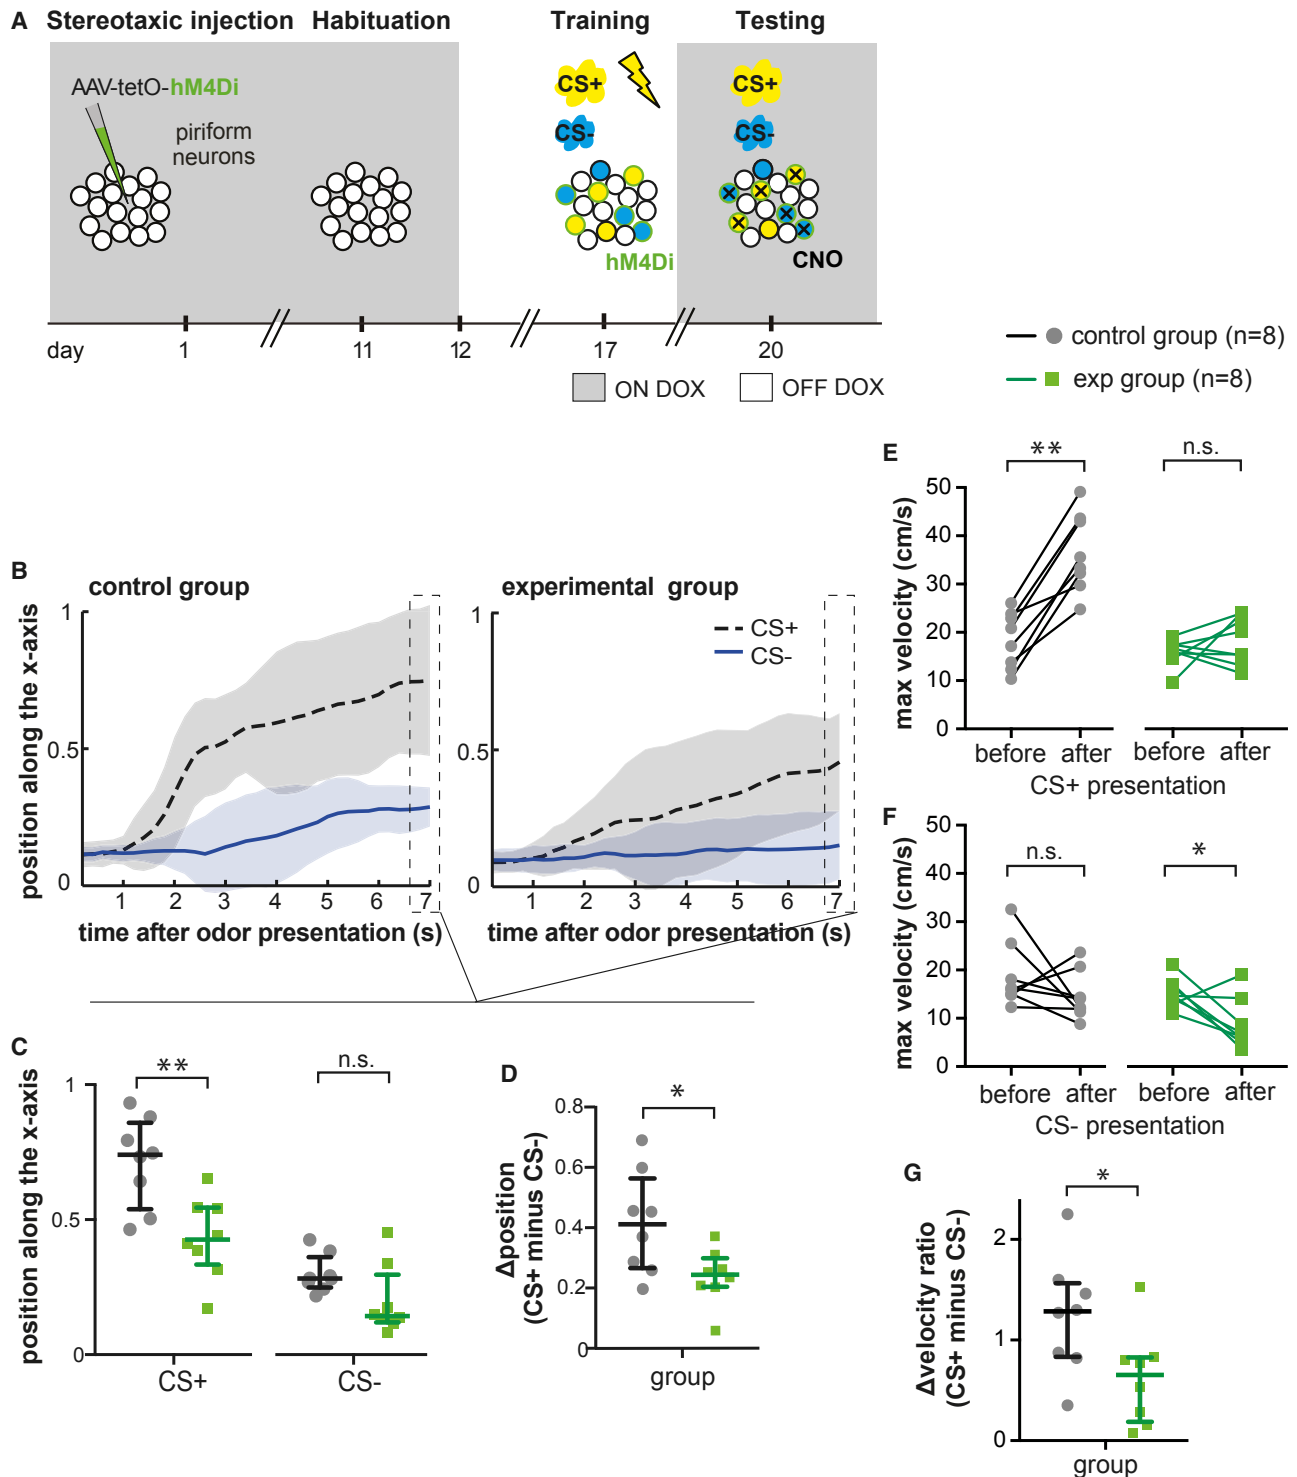 A Stereotaxic injection Habituation Training Testing
AAV-tetO-hM4Di
piriform
neurons
CS+
CS-
hM4Di
CS+
CS-
CNO
day 1 11 12 17 20
ON DOX OFF DOX
control group (n=8)
exp group (n=8)
B
control group
experimental group
CS+
CS-
position along the x-axis
1
0.5
0
1 2 3 4 5 6 7
time after odor presentation (s)
1
0.5
0
1 2 3 4 5 6 7
time after odor presentation (s)
C
position along the x-axis
1
0.5
0
** n.s.
CS+ CS-
D
Δposition
(CS+ minus CS-)
0.8
0.6
0.4
0.2
0
*
group
E
max velocity (cm/s)
50
40
30
20
10
0
** n.s.
before after before after
CS+ presentation
F
max velocity (cm/s)
50
40
30
20
10
0
n.s. *
before after before after
CS- presentation
G
Δvelocity ratio
(CS+ minus CS-)
2
1
0
*
group